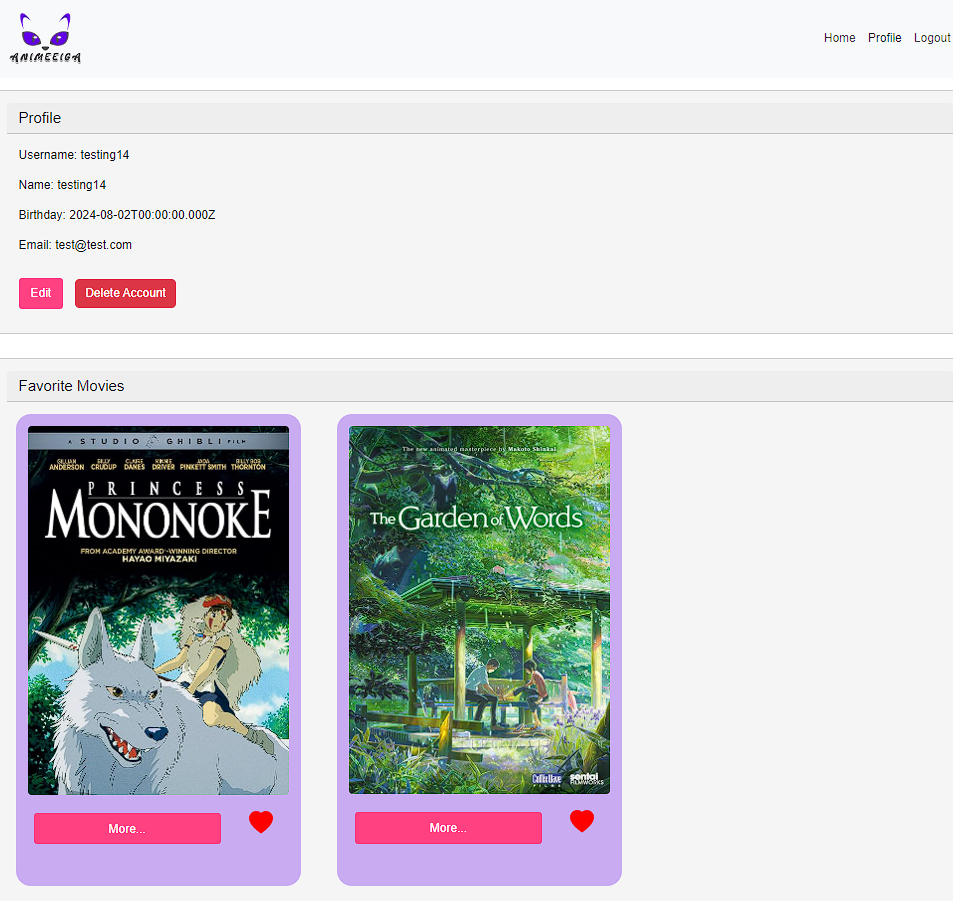 ANIMEEIGA
Home Profile Logout
Profile
Username: testing14
Name: testing14
Birthday: 2024-08-02T00:00:00.000Z
Email: test@test.com
Edit Delete Account
Favorite Movies
A STUDIO GHIBLI FILM
GILLIAN ANDERSON BILLY CRUDUP CLAIRE DANES MINNIE DRIVER JADA PINKETT SMITH BILLY BOB THORNTON
PRINCESS
MONONOKE
FROM ACADEMY AWARD®-WINNING DIRECTOR
HAYAO MIYAZAKI
More...
The new animated masterpiece by Makoto Shinkai
The Garden of Words
CoMix Wave
FILMS
sentai
FILMWORKS
More...